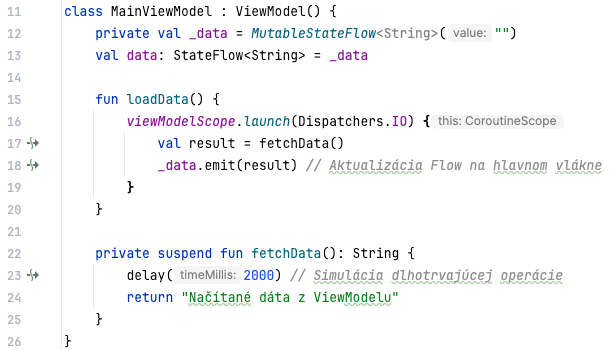 11 class MainViewModel : ViewModel() {
12 private val _data = MutableStateFlow<String>( value: "")
13 val data: StateFlow<String> = _data
14
15 fun loadData() {
16 viewModelScope.launch(Dispatchers.IO) { this: CoroutineScope
17 val result = fetchData()
18 _data.emit(result) // Aktualizácia Flow na hlavnom vlákne
19 }
20 }
21
22 private suspend fun fetchData(): String {
23 delay( timeMillis: 2000) // Simulácia dlhotrvajúcej operácie
24 return "Načítané dáta z ViewModelu"
25 }
26 }